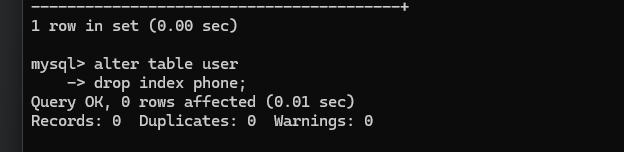 -----------------------------------------+
1 row in set (0.00 sec)
mysql> alter table user
    -> drop index phone;
Query OK, 0 rows affected (0.01 sec)
Records: 0  Duplicates: 0  Warnings: 0